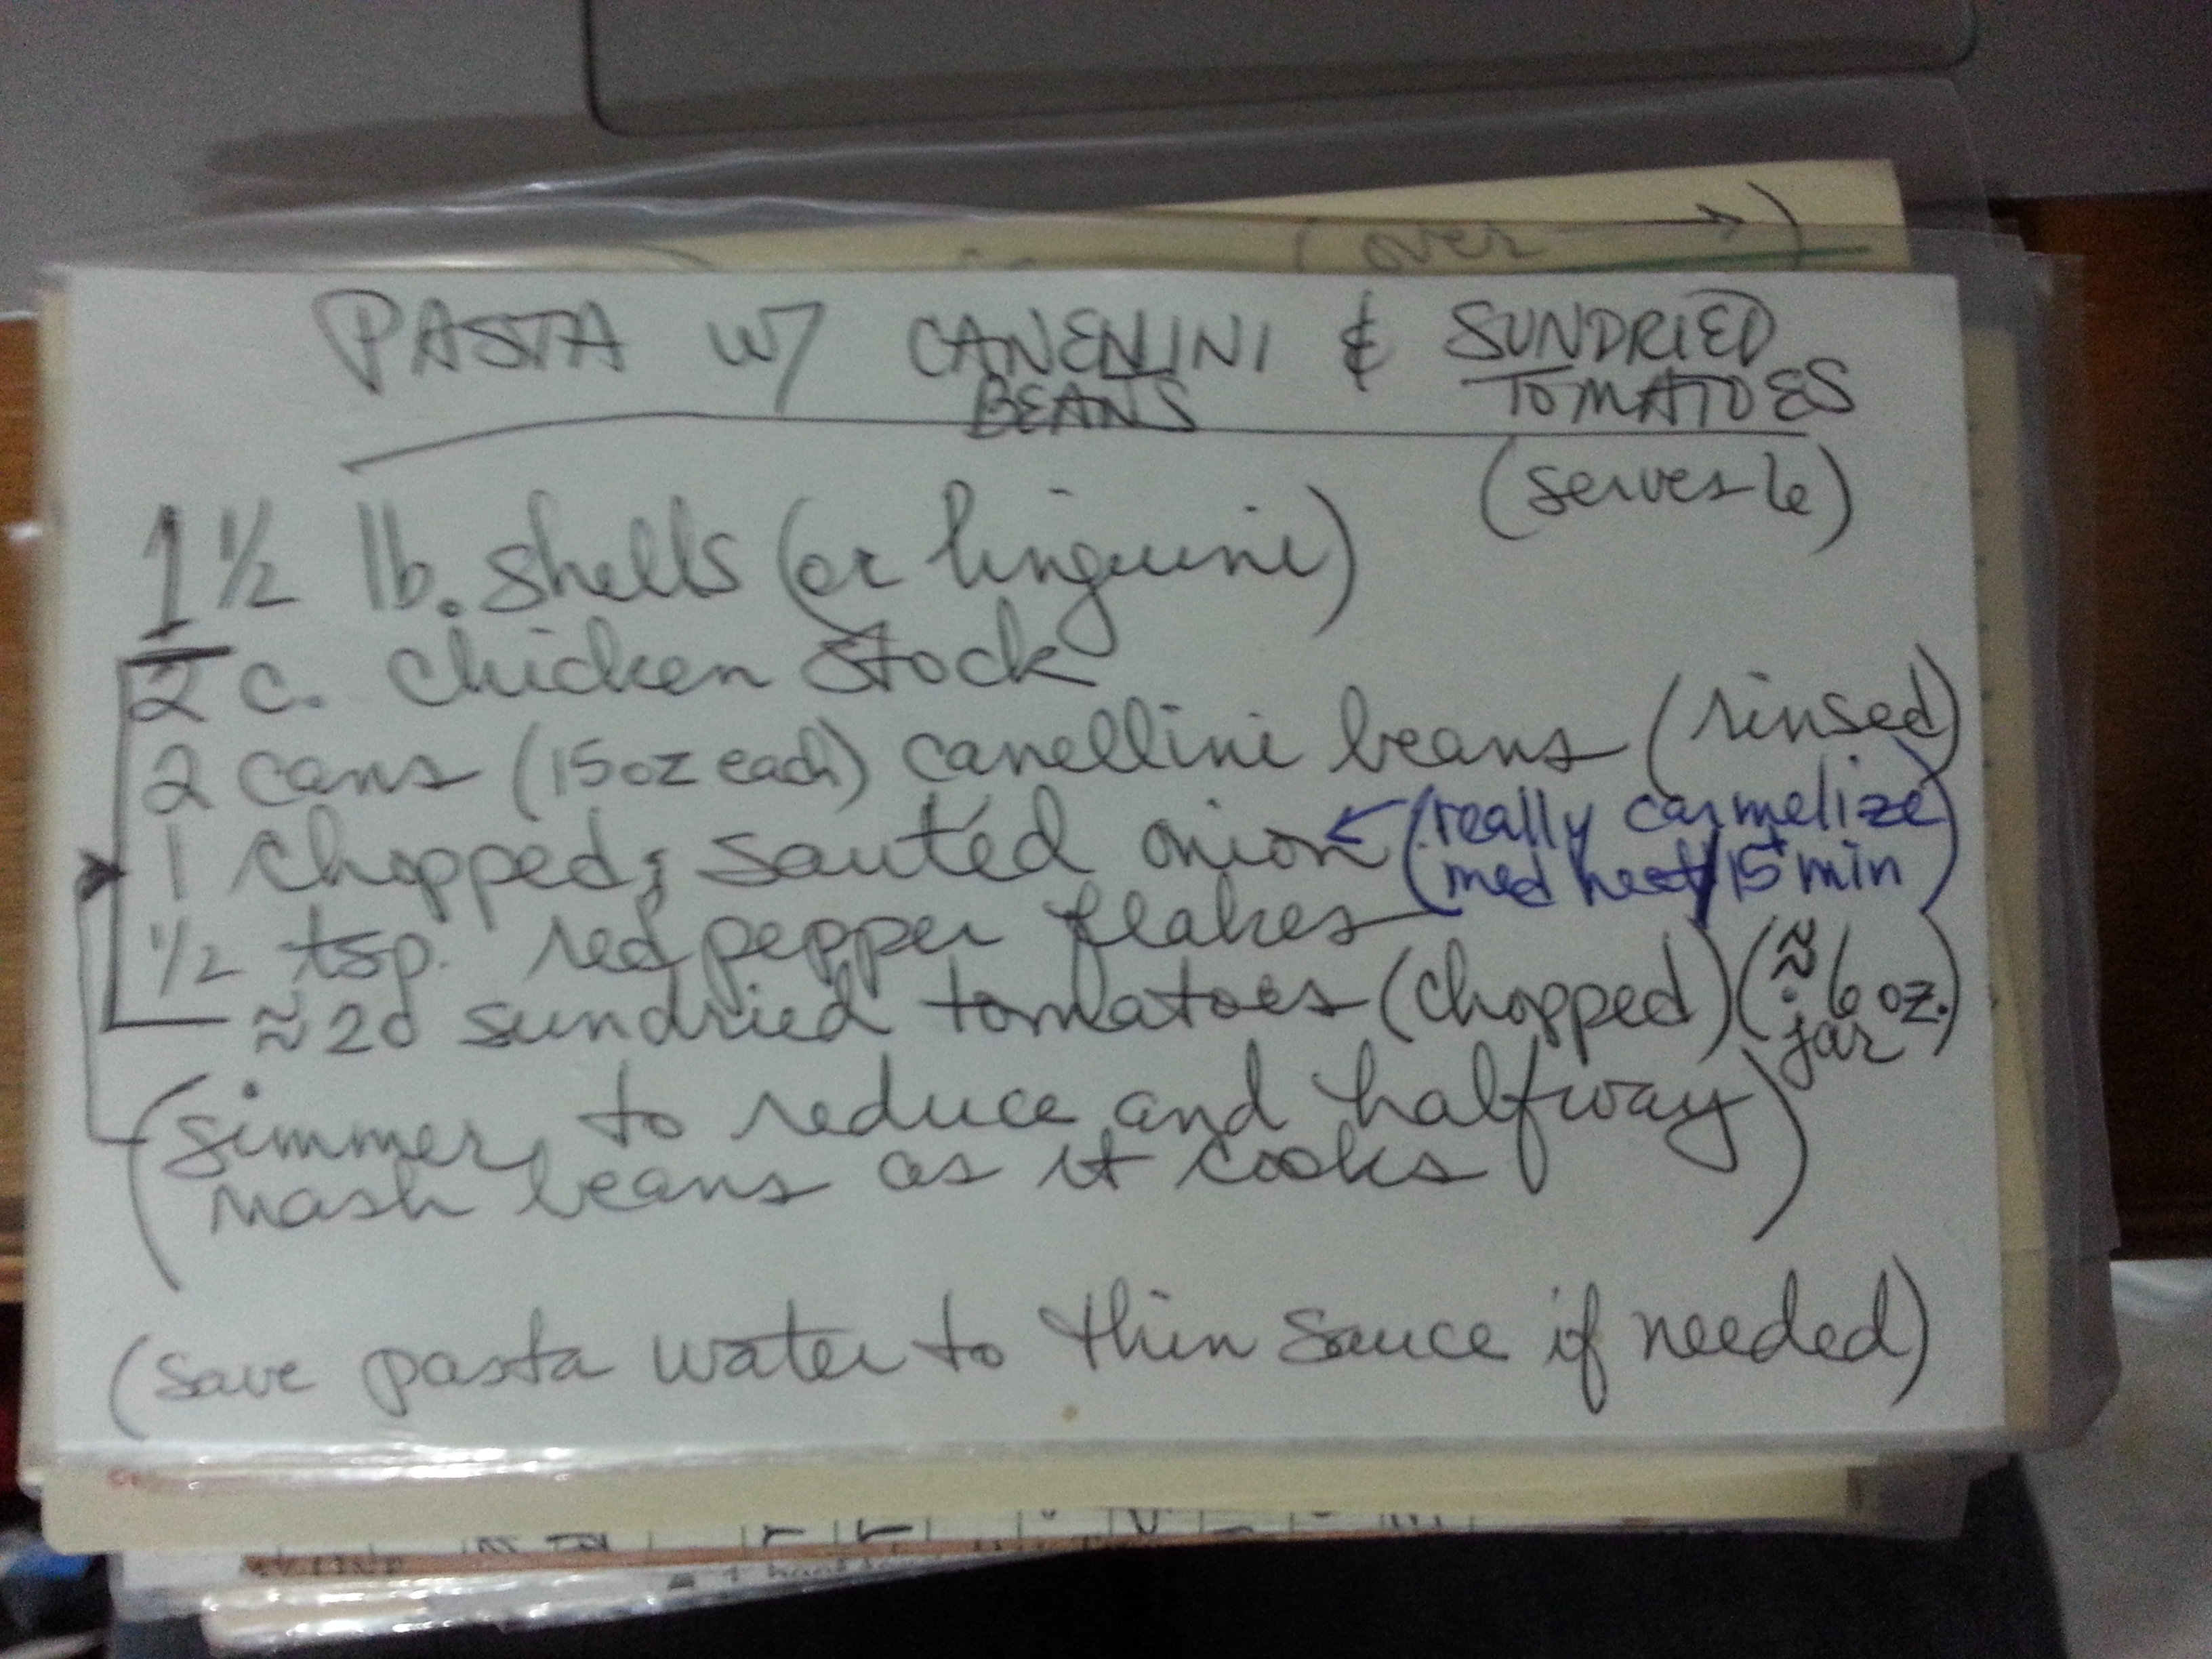 (over →)
PASTA W/ CANENLINI & SUNDRIED
BEANS TOMATOES
(serves 6)
1 1/2 lb. shells (or linguini)
2 c. chicken stock
2 cans (15oz each) canellini beans (rinsed)
1 chopped, sautéd onion ← (really carmelize
med heat/15+ min
1/2 tsp. red pepper flakes
≈ 20 sundried tomatoes (chopped) (≈ 6 oz.
jar)
(simmer, to reduce and halfway
mash beans as it cooks)
(save pasta water to thin sauce if needed)